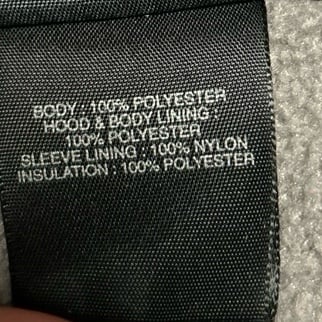 BODY : 100% POLYESTER
HOOD & BODY LINING :
100% POLYESTER
SLEEVE LINING : 100% NYLON
INSULATION : 100% POLYESTER